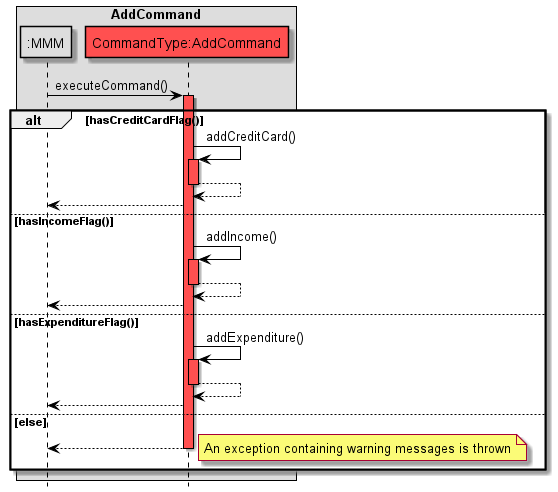 AddCommand
:MMM
CommandType:AddCommand
executeCommand()
alt
[hasCreditCardFlag()]
addCreditCard()
[hasIncomeFlag()]
addIncome()
[hasExpenditureFlag()]
addExpenditure()
[else]
An exception containing warning messages is thrown